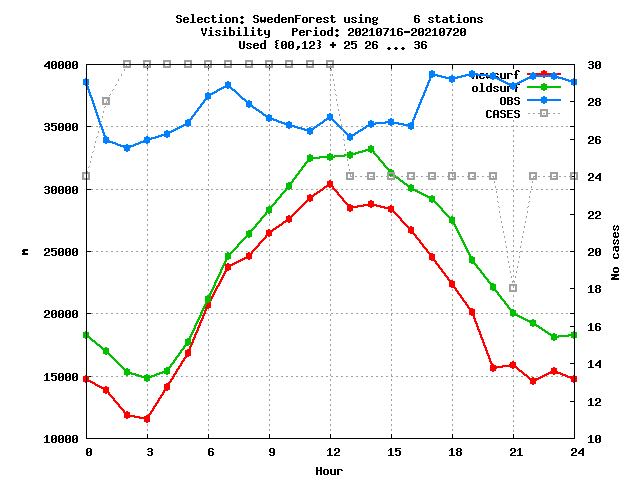 Selection: SwedenForest using     6 stations
Visibility   Period: 20210716-20210720
Used {00,12} + 25 26 ... 36
40000
35000
30000
25000
20000
15000
10000
m
30
28
26
24
22
20
18
16
14
12
10
No cases
newsurf
oldsurf
OBS
CASES
0 3 6 9 12 15 18 21 24
Hour